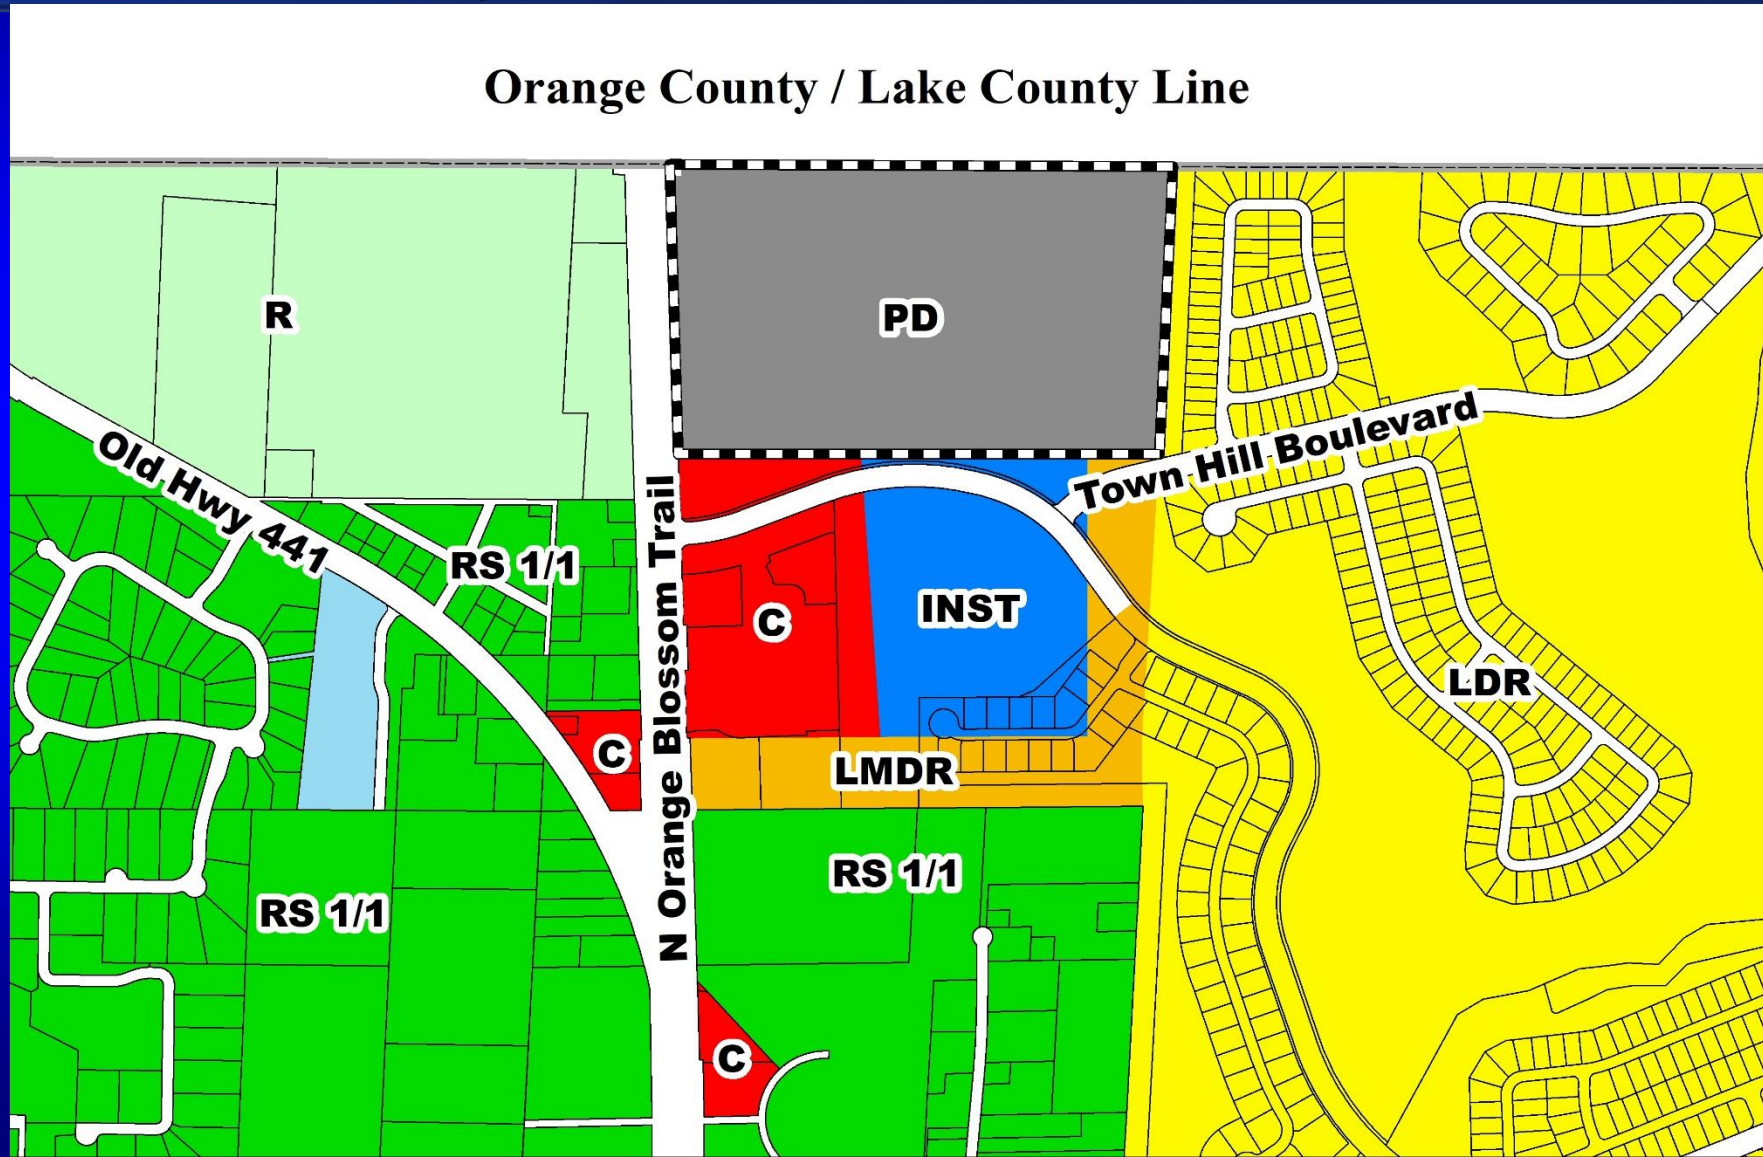 Orange County / Lake County Line
R
PD
Old Hwy 441
Town Hill Boulevard
RS 1/1
N Orange Blossom Trail
C
INST
LDR
C
LMDR
RS 1/1
RS 1/1
C